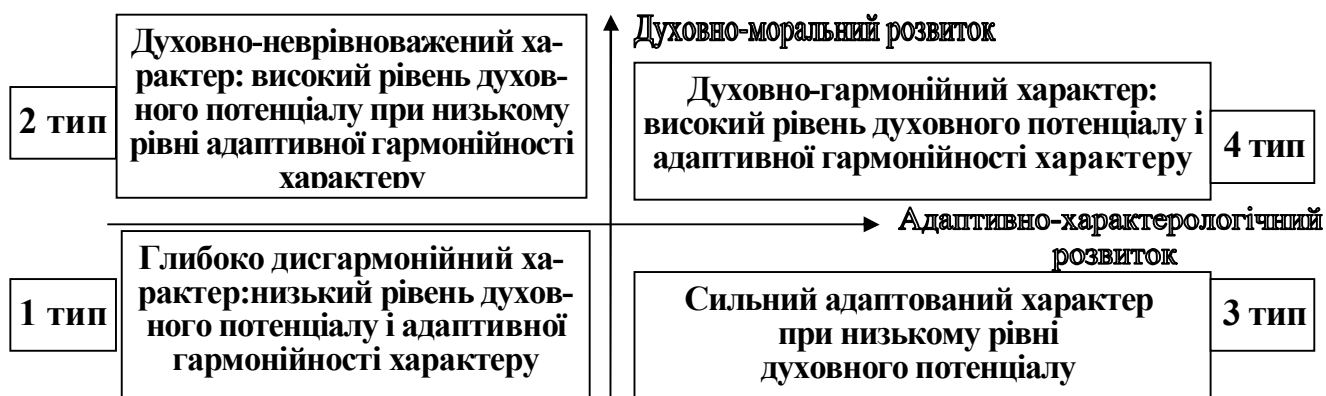 Духовно-неврівноважений ха-
рактер: високий рівень духов-
ного потенціалу при низькому
рівні адаптивної гармонійності
характеру
2 тип
Духовно-моральний розвиток
Духовно-гармонійний характер:
високий рівень духовного потенціалу і
адаптивної гармонійності характеру
4 тип
Адаптивно-характерологічний
розвиток
1 тип
Глибоко дисгармонійний ха-
рактер:низький рівень духов-
ного потенціалу і адаптивної
гармонійності характеру
Сильний адаптований характер
при низькому рівні
духовного потенціалу
3 тип